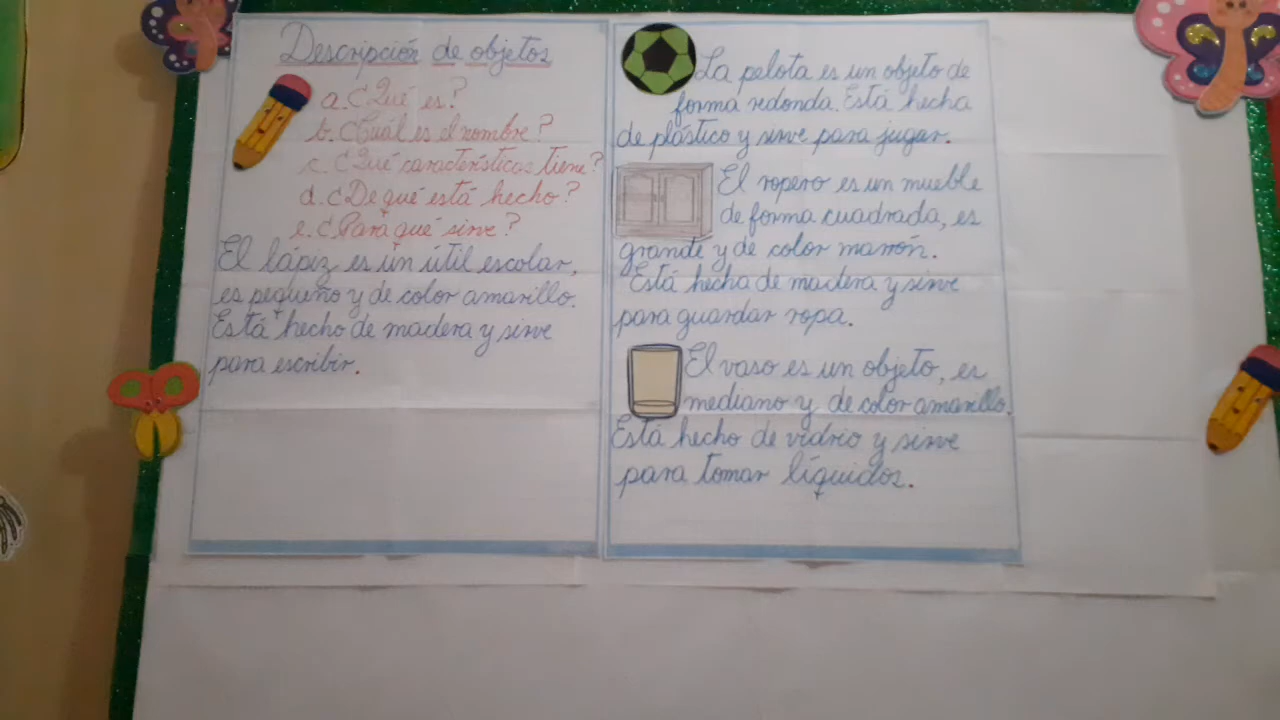 Descripción de objetos
a. ¿Qué es?
b. ¿Cuál es el nombre?
c. ¿Qué características tiene?
d. ¿De qué está hecho?
e. ¿Para qué sirve?
El lápiz es un útil escolar,
es pequeño y de color amarillo.
Está hecho de madera y sirve
para escribir.
La pelota es un objeto de
forma redonda. Está hecha
de plástico y sirve para jugar.
El ropero es un mueble
de forma cuadrada, es
grande y de color marrón.
Está hecha de madera y sirve
para guardar ropa.
El vaso es un objeto, es
mediano y de color amarillo.
Está hecho de vidrio y sirve
para tomar líquidos.